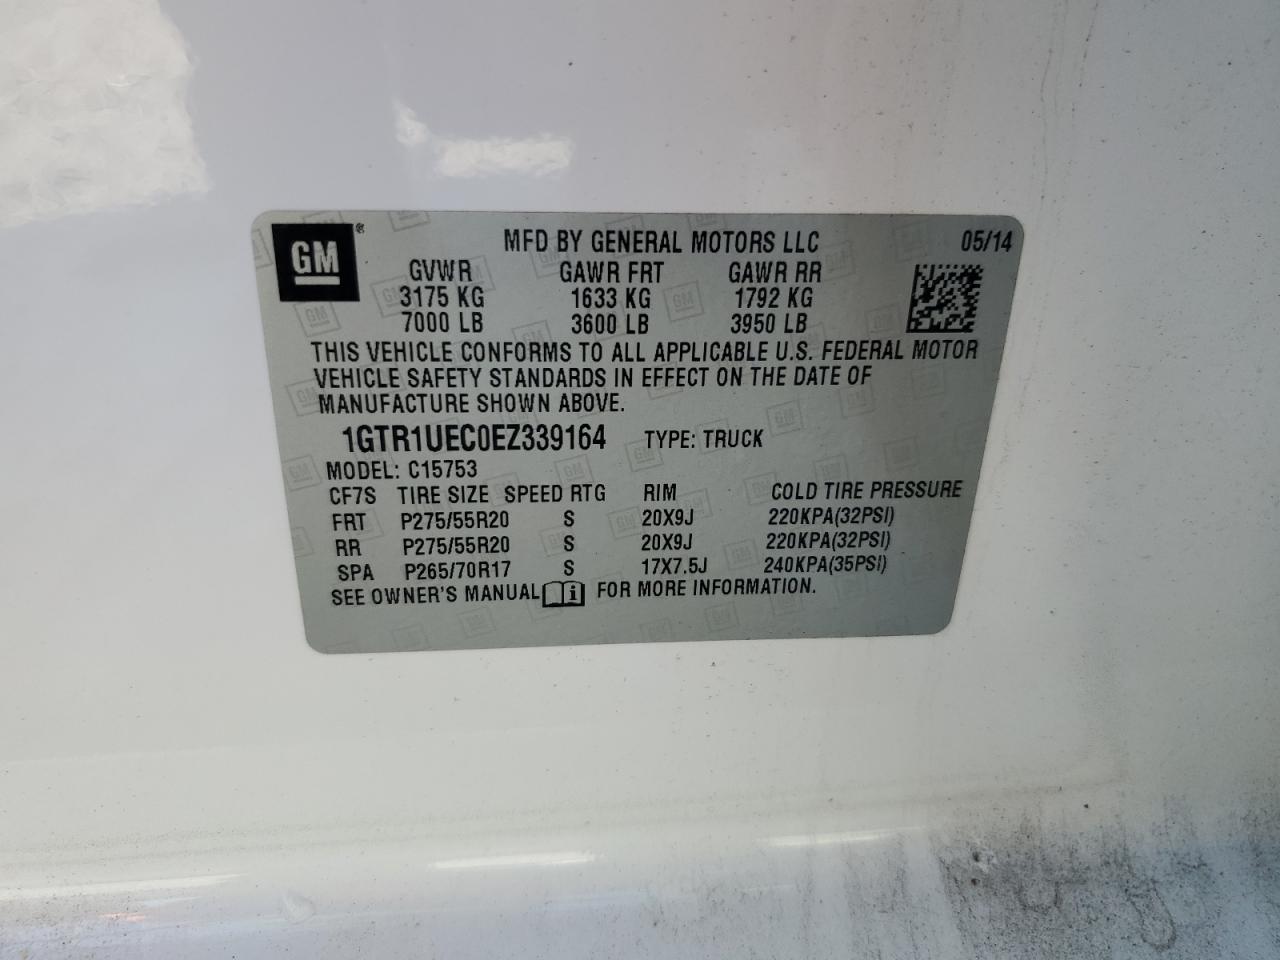 GM ® MFD BY GENERAL MOTORS LLC 05/14
GVWR GAWR FRT GAWR RR
3175 KG 1633 KG 1792 KG
7000 LB 3600 LB 3950 LB
THIS VEHICLE CONFORMS TO ALL APPLICABLE U.S. FEDERAL MOTOR
VEHICLE SAFETY STANDARDS IN EFFECT ON THE DATE OF
MANUFACTURE SHOWN ABOVE.
1GTR1UEC0EZ339164 TYPE: TRUCK
MODEL: C15753
CF7S TIRE SIZE SPEED RTG RIM COLD TIRE PRESSURE
FRT P275/55R20 S 20X9J 220KPA(32PSI)
RR P275/55R20 S 20X9J 220KPA(32PSI)
SPA P265/70R17 S 17X7.5J 240KPA(35PSI)
SEE OWNER'S MANUAL i FOR MORE INFORMATION.